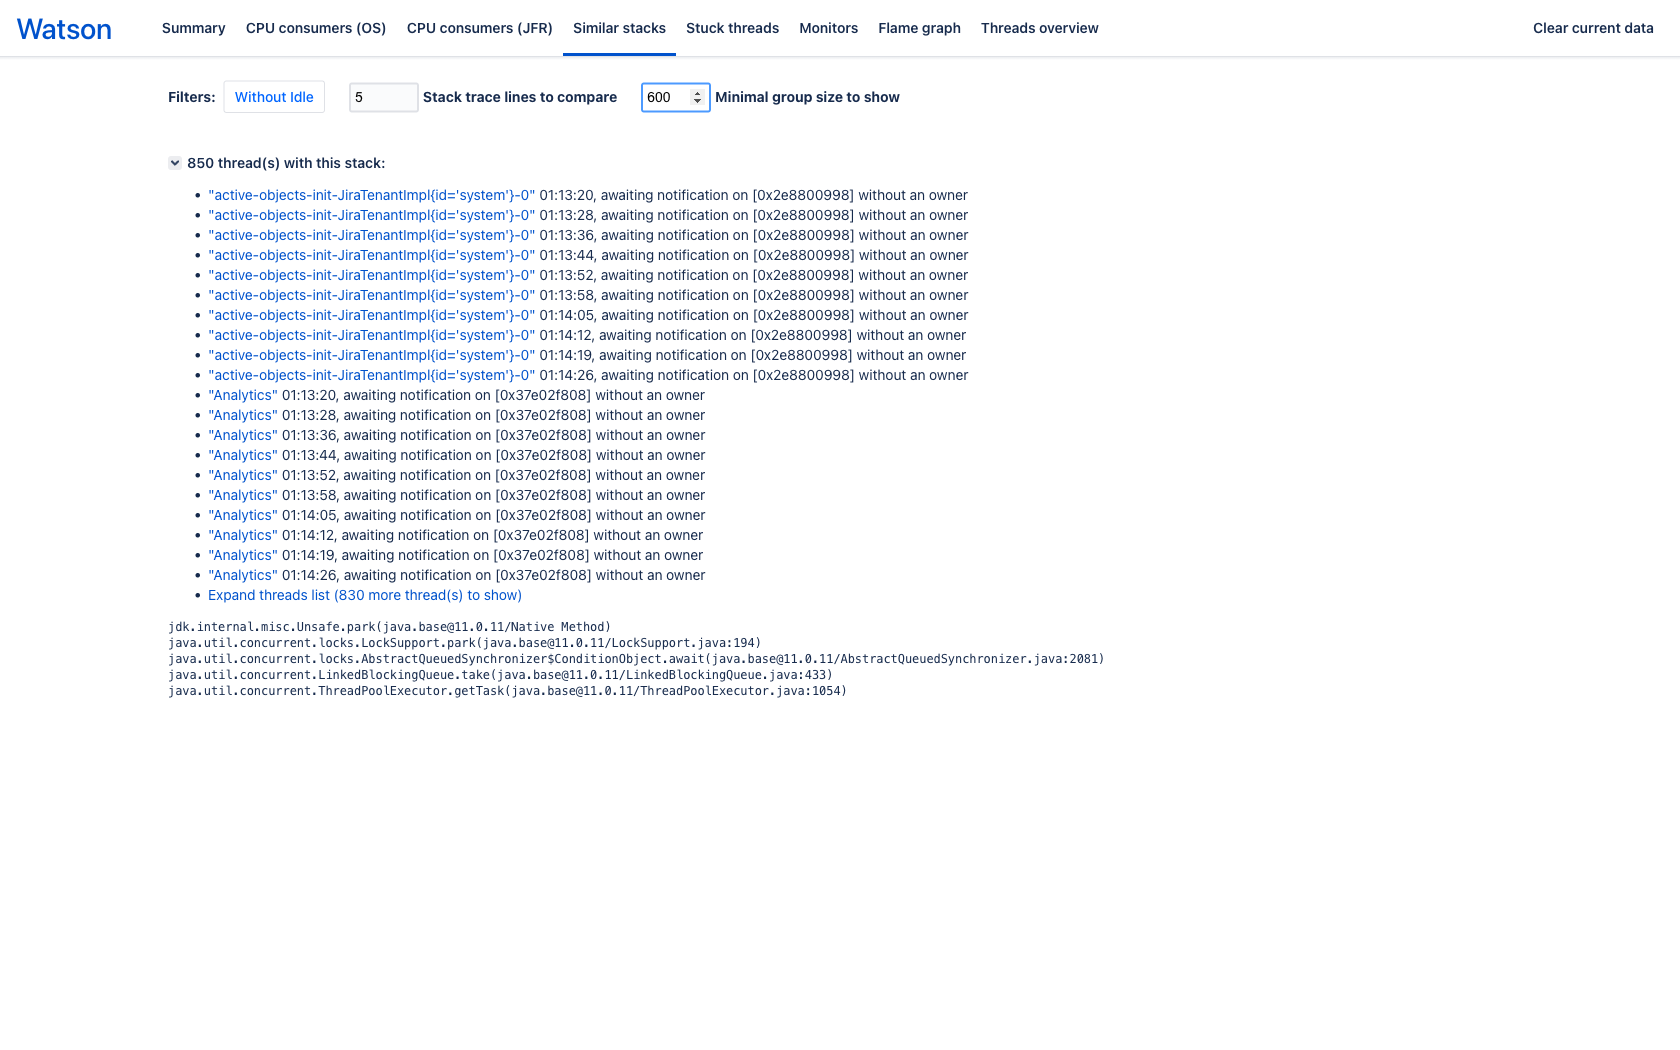 Watson
Summary CPU consumers (OS) CPU consumers (JFR) Similar stacks Stuck threads Monitors Flame graph Threads overview Clear current data
Filters: Without Idle 5 Stack trace lines to compare 600 Minimal group size to show
850 thread(s) with this stack:
• "active-objects-init-JiraTenantImpl{id='system'}-0" 01:13:20, awaiting notification on [0x2e8800998] without an owner
• "active-objects-init-JiraTenantImpl{id='system'}-0" 01:13:28, awaiting notification on [0x2e8800998] without an owner
• "active-objects-init-JiraTenantImpl{id='system'}-0" 01:13:36, awaiting notification on [0x2e8800998] without an owner
• "active-objects-init-JiraTenantImpl{id='system'}-0" 01:13:44, awaiting notification on [0x2e8800998] without an owner
• "active-objects-init-JiraTenantImpl{id='system'}-0" 01:13:52, awaiting notification on [0x2e8800998] without an owner
• "active-objects-init-JiraTenantImpl{id='system'}-0" 01:13:58, awaiting notification on [0x2e8800998] without an owner
• "active-objects-init-JiraTenantImpl{id='system'}-0" 01:14:05, awaiting notification on [0x2e8800998] without an owner
• "active-objects-init-JiraTenantImpl{id='system'}-0" 01:14:12, awaiting notification on [0x2e8800998] without an owner
• "active-objects-init-JiraTenantImpl{id='system'}-0" 01:14:19, awaiting notification on [0x2e8800998] without an owner
• "active-objects-init-JiraTenantImpl{id='system'}-0" 01:14:26, awaiting notification on [0x2e8800998] without an owner
• "Analytics" 01:13:20, awaiting notification on [0x37e02f808] without an owner
• "Analytics" 01:13:28, awaiting notification on [0x37e02f808] without an owner
• "Analytics" 01:13:36, awaiting notification on [0x37e02f808] without an owner
• "Analytics" 01:13:44, awaiting notification on [0x37e02f808] without an owner
• "Analytics" 01:13:52, awaiting notification on [0x37e02f808] without an owner
• "Analytics" 01:13:58, awaiting notification on [0x37e02f808] without an owner
• "Analytics" 01:14:05, awaiting notification on [0x37e02f808] without an owner
• "Analytics" 01:14:12, awaiting notification on [0x37e02f808] without an owner
• "Analytics" 01:14:19, awaiting notification on [0x37e02f808] without an owner
• "Analytics" 01:14:26, awaiting notification on [0x37e02f808] without an owner
• Expand threads list (830 more thread(s) to show)
jdk.internal.misc.Unsafe.park(java.base@11.0.11/Native Method)
java.util.concurrent.locks.LockSupport.park(java.base@11.0.11/LockSupport.java:194)
java.util.concurrent.locks.AbstractQueuedSynchronizer$ConditionObject.await(java.base@11.0.11/AbstractQueuedSynchronizer.java:2081)
java.util.concurrent.LinkedBlockingQueue.take(java.base@11.0.11/LinkedBlockingQueue.java:433)
java.util.concurrent.ThreadPoolExecutor.getTask(java.base@11.0.11/ThreadPoolExecutor.java:1054)